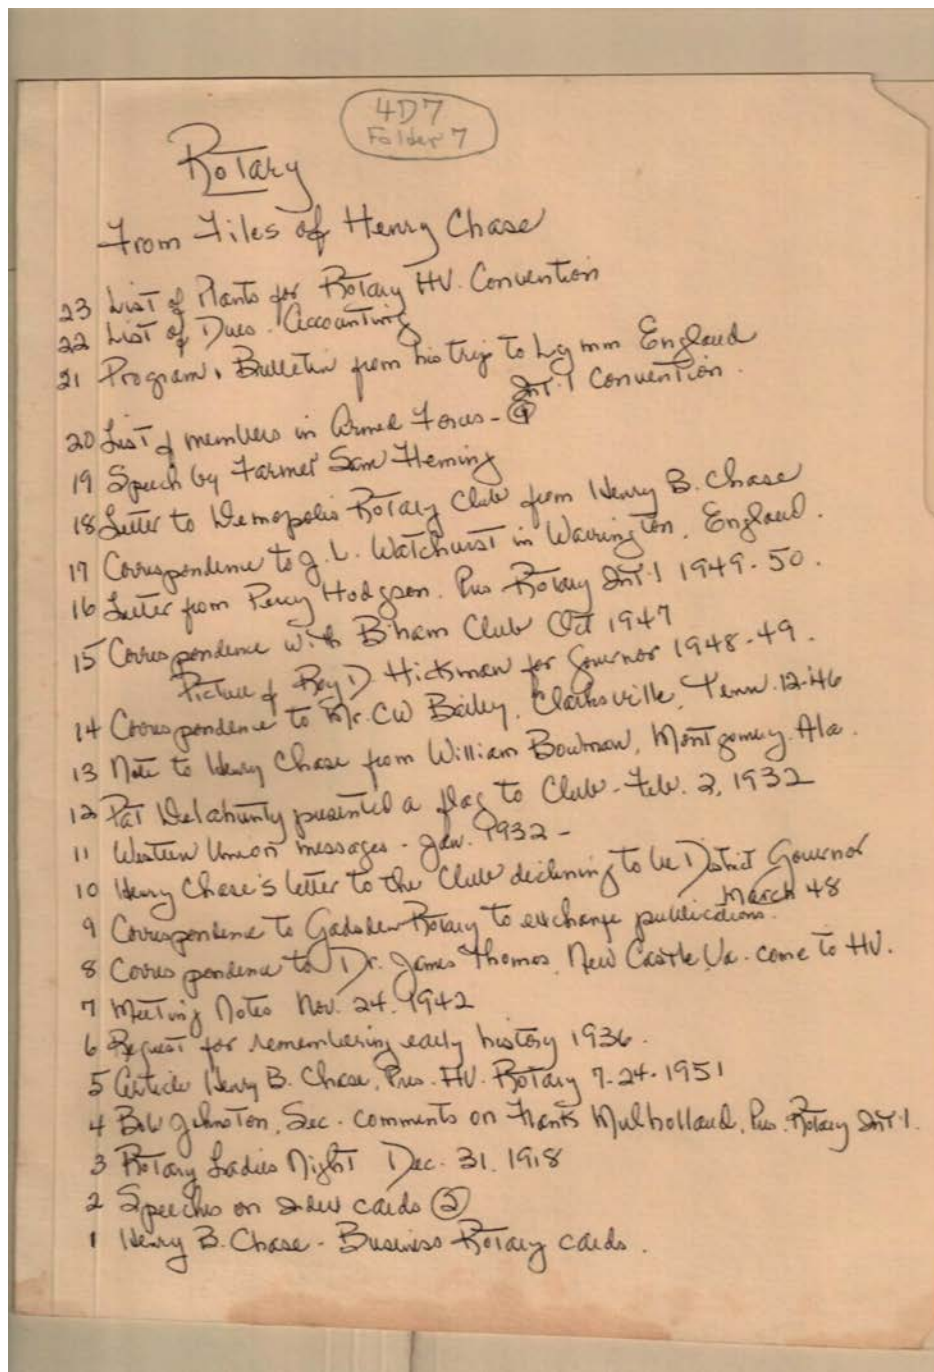 4D7
Folder 7
Rotary
From Files of Henry Chase
23 List of Plants for Rotary HV. Convention
22 List of Dues. Accounting
21 Program & Bulletin from his trip to Lymm England
Int'l Convention.
20 List of members in Armed Forces - 9
19 Speech by Farmer Sam Fleming
18 Letter to Demopolis Rotary Club from Henry B. Chase
17 Correspondence to J. L. Watchurst in Warrington, England.
16 Letter from Percy Hodgson. Pres Rotary Int'l 1949-50.
15 Correspondence with B'ham Club Oct 1947
Picture of Roy D Hickman for Governor 1948-49.
14 Correspondence to Mr. CW Bailey, Clarksville, Tenn. 12-46
13 Note to Henry Chase from William Bowman, Montgomery, Ala.
12 Pat Delahunty presented a flag to Club - Feb. 2, 1932
11 Western Union messages - Jan. 1932 -
10 Henry Chase's letter to the Club declining to be District Governor
March 48
9 Correspondence to Gadsden Rotary to exchange publications.
8 Correspondence to Dr. James Thomas, New Castle, Va. come to HV.
7 Meeting Notes Nov. 24, 1942
6 Request for remembering early history 1936.
5 Article Henry B. Chase, Pres. HV. Rotary 7-24-1951
4 Bob Johnston, Sec. comments on Frank Mulholland, Pres. Rotary Int'l.
3 Rotary Ladies Night Dec. 31, 1918
2 Speeches on index cards 2
1 Henry B. Chase - Business Rotary cards.